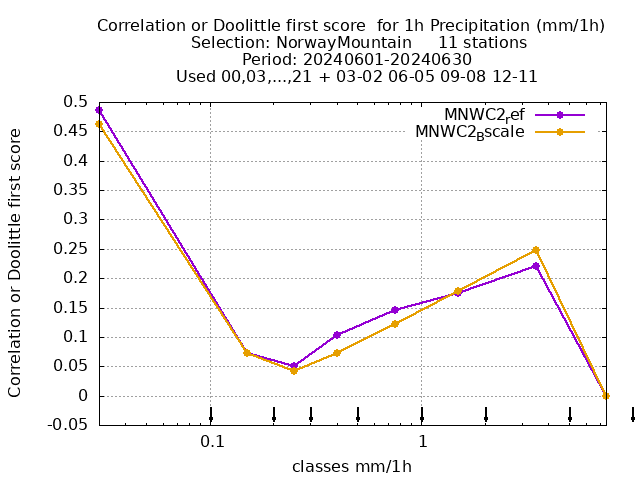 Correlation or Doolittle first score  for 1h Precipitation (mm/1h)
Selection: NorwayMountain     11 stations
Period: 20240601-20240630
Used 00,03,...,21 + 03-02 06-05 09-08 12-11
MNWC2_ref
MNWC2_Bscale
Correlation or Doolittle first score
0.5
0.45
0.4
0.35
0.3
0.25
0.2
0.15
0.1
0.05
0
-0.05
0.1
1
classes mm/1h